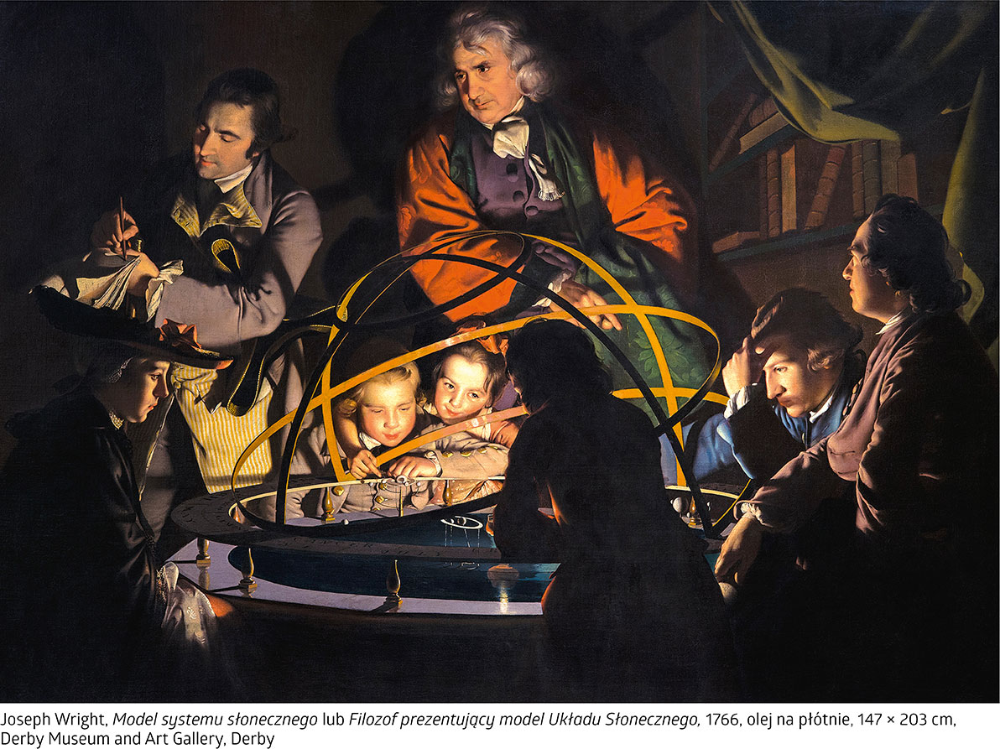 Joseph Wright, Model systemu słonecznego lub Filozof prezentujący model Układu Słonecznego, 1766, olej na płótnie, 147 × 203 cm,
Derby Museum and Art Gallery, Derby